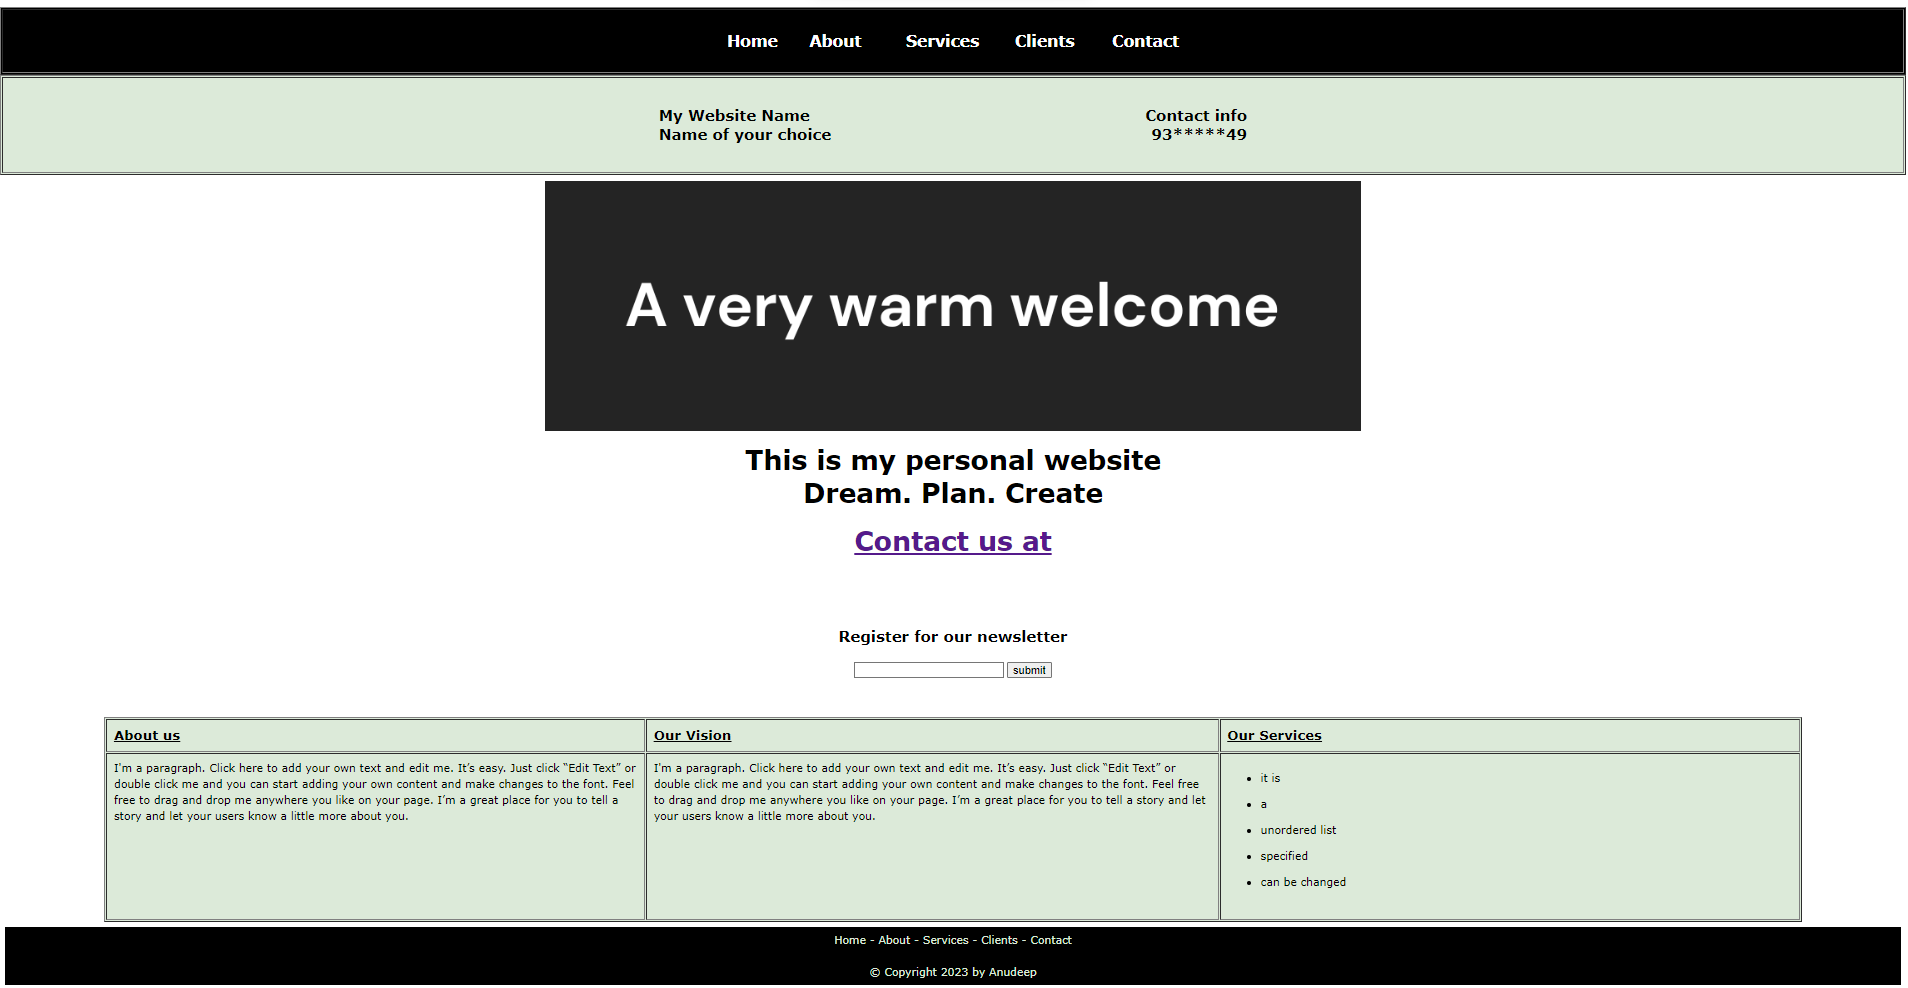 Home About Services Clients Contact
My Website Name
Name of your choice
Contact info
93*****49
A very warm welcome
This is my personal website
Dream. Plan. Create
Contact us at
Register for our newsletter
submit
About us
I'm a paragraph. Click here to add your own text and edit me. It’s easy. Just click “Edit Text” or
double click me and you can start adding your own content and make changes to the font. Feel
free to drag and drop me anywhere you like on your page. I’m a great place for you to tell a
story and let your users know a little more about you.
Our Vision
I'm a paragraph. Click here to add your own text and edit me. It’s easy. Just click “Edit Text” or
double click me and you can start adding your own content and make changes to the font. Feel free
to drag and drop me anywhere you like on your page. I’m a great place for you to tell a story and let
your users know a little more about you.
Our Services
• it is
• a
• unordered list
• specified
• can be changed
Home - About - Services - Clients - Contact
© Copyright 2023 by Anudeep